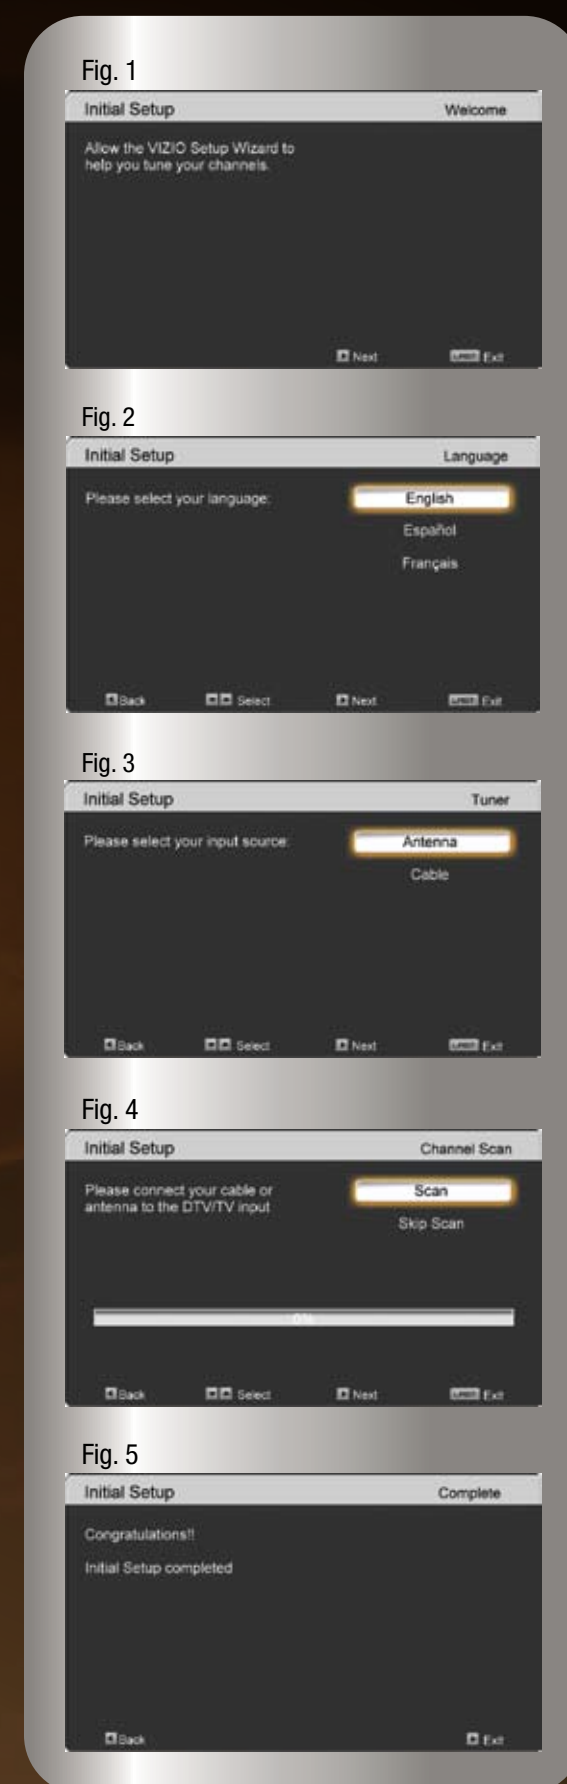 Fig. 1
Initial Setup Welcome
Allow the VIZIO Setup Wizard to
help you tune your channels.
Next Exit
Fig. 2
Initial Setup Language
Please select your language: English
Español
Français
Back Select Next Exit
Fig. 3
Initial Setup Tuner
Please select your input source: Antenna
Cable
Back Select Next Exit
Fig. 4
Initial Setup Channel Scan
Please connect your cable or Scan
antenna to the DTV/TV input
Skip Scan
0%
Back Select Next Exit
Fig. 5
Initial Setup Complete
Congratulations!!
Initial Setup completed
Back Exit